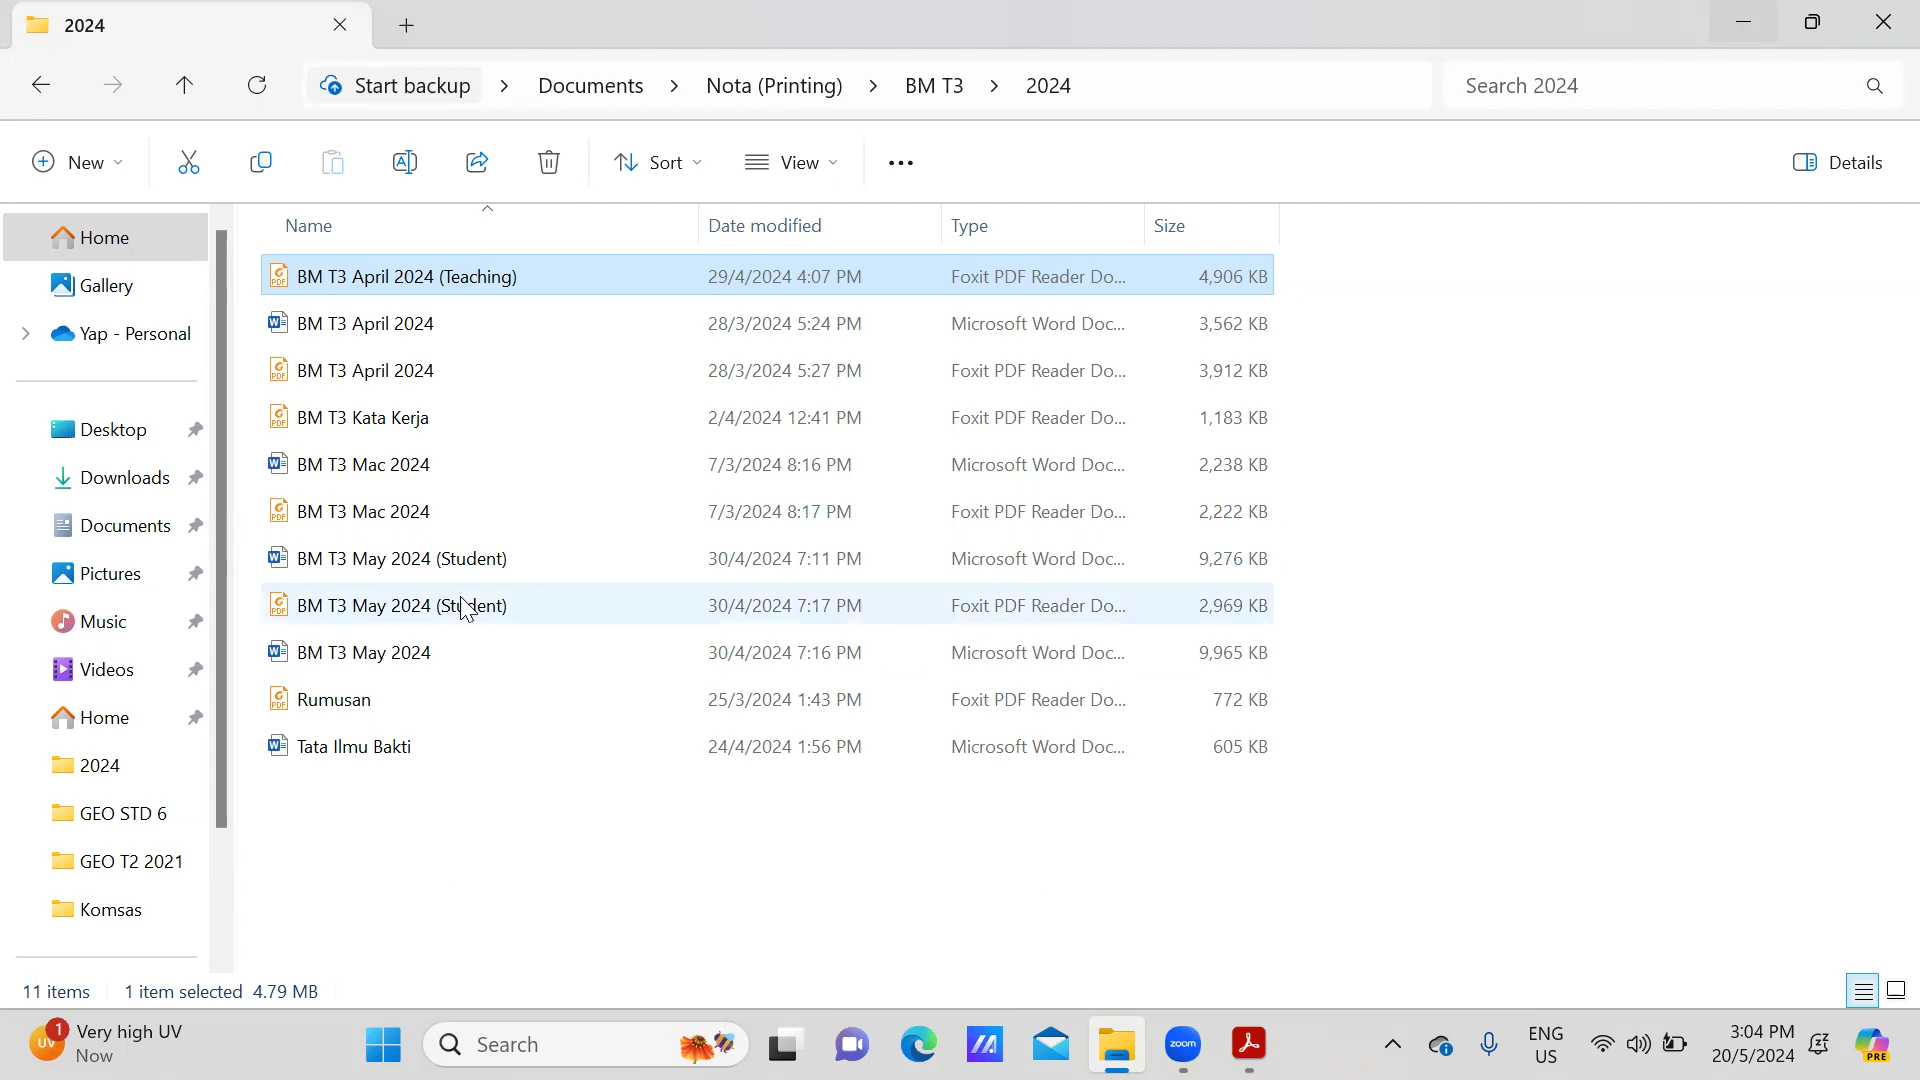 2024
Start backup > Documents > Nota (Printing) > BM T3 > 2024
Search 2024
New
Sort
View
Details
Name Date modified Type Size
BM T3 April 2024 (Teaching) 29/4/2024 4:07 PM Foxit PDF Reader Do... 4,906 KB
BM T3 April 2024 28/3/2024 5:24 PM Microsoft Word Doc... 3,562 KB
BM T3 April 2024 28/3/2024 5:27 PM Foxit PDF Reader Do... 3,912 KB
BM T3 Kata Kerja 2/4/2024 12:41 PM Foxit PDF Reader Do... 1,183 KB
BM T3 Mac 2024 7/3/2024 8:16 PM Microsoft Word Doc... 2,238 KB
BM T3 Mac 2024 7/3/2024 8:17 PM Foxit PDF Reader Do... 2,222 KB
BM T3 May 2024 (Student) 30/4/2024 7:11 PM Microsoft Word Doc... 9,276 KB
BM T3 May 2024 (Student) 30/4/2024 7:17 PM Foxit PDF Reader Do... 2,969 KB
BM T3 May 2024 30/4/2024 7:16 PM Microsoft Word Doc... 9,965 KB
Rumusan 25/3/2024 1:43 PM Foxit PDF Reader Do... 772 KB
Tata Ilmu Bakti 24/4/2024 1:56 PM Microsoft Word Doc... 605 KB
Home
Gallery
Yap - Personal
Desktop
Downloads
Documents
Pictures
Music
Videos
Home
2024
GEO STD 6
GEO T2 2021
Komsas
11 items 1 item selected 4.79 MB
UV 1 Very high UV
Now
Search
zoom
ENG
US
3:04 PM
20/5/2024
PRE